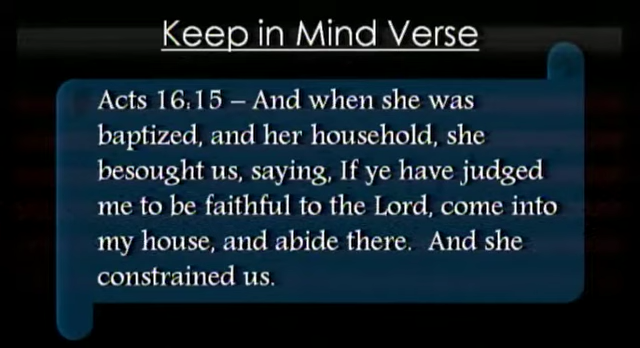 Keep in Mind Verse
Acts 16:15 – And when she was
baptized, and her household, she
besought us, saying, If ye have judged
me to be faithful to the Lord, come into
my house, and abide there. And she
constrained us.